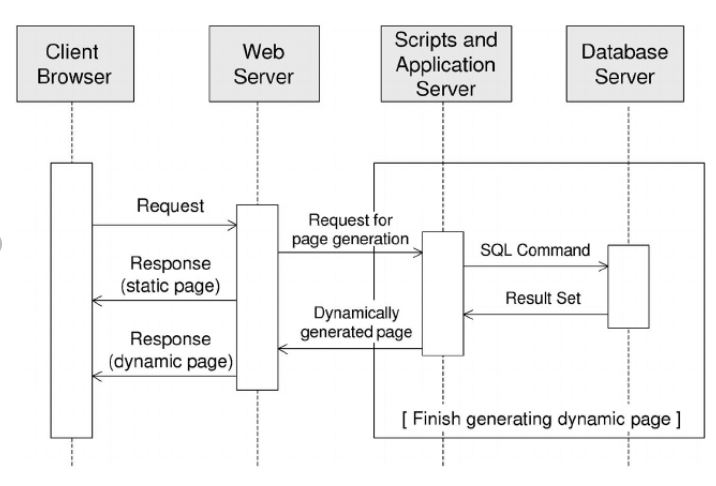 Client
Browser
Web
Server
Scripts and
Application
Server
Database
Server
Request
Request for
page generation
SQL Command
Response
(static page)
Result Set
Dynamically
generated page
Response
(dynamic page)
[ Finish generating dynamic page ]